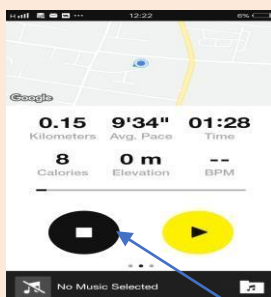 12:22 6%
Google
0.15 9'34" 01:28
Kilometers Avg. Pace Time
8 0 m --
Calories Elevation BPM
No Music Selected